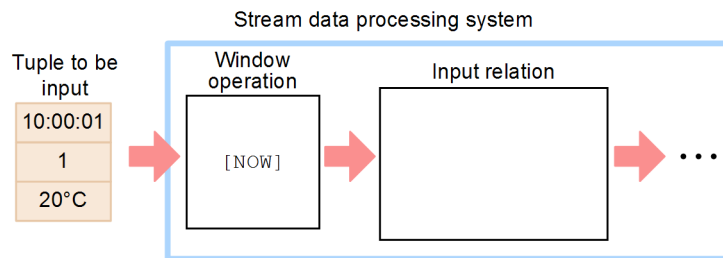 Stream data processing system
Tuple to be
input
Window
operation
Input relation
10:00:01
1
20°C
[NOW]
...